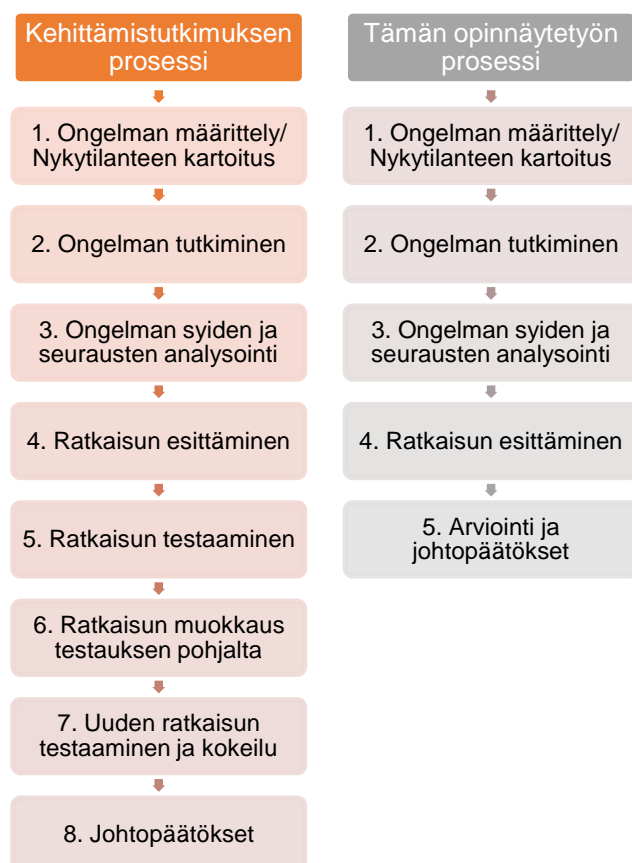 Kehittämistutkimuksen
prosessi
1. Ongelman määrittely/
Nykytilanteen kartoitus
2. Ongelman tutkiminen
3. Ongelman syiden ja
seurausten analysointi
4. Ratkaisun esittäminen
5. Ratkaisun testaaminen
6. Ratkaisun muokkaus
testauksen pohjalta
7. Uuden ratkaisun
testaaminen ja kokeilu
8. Johtopäätökset
Tämän opinnäytetyön
prosessi
1. Ongelman määrittely/
Nykytilanteen kartoitus
2. Ongelman tutkiminen
3. Ongelman syiden ja
seurausten analysointi
4. Ratkaisun esittäminen
5. Arviointi ja
johtopäätökset